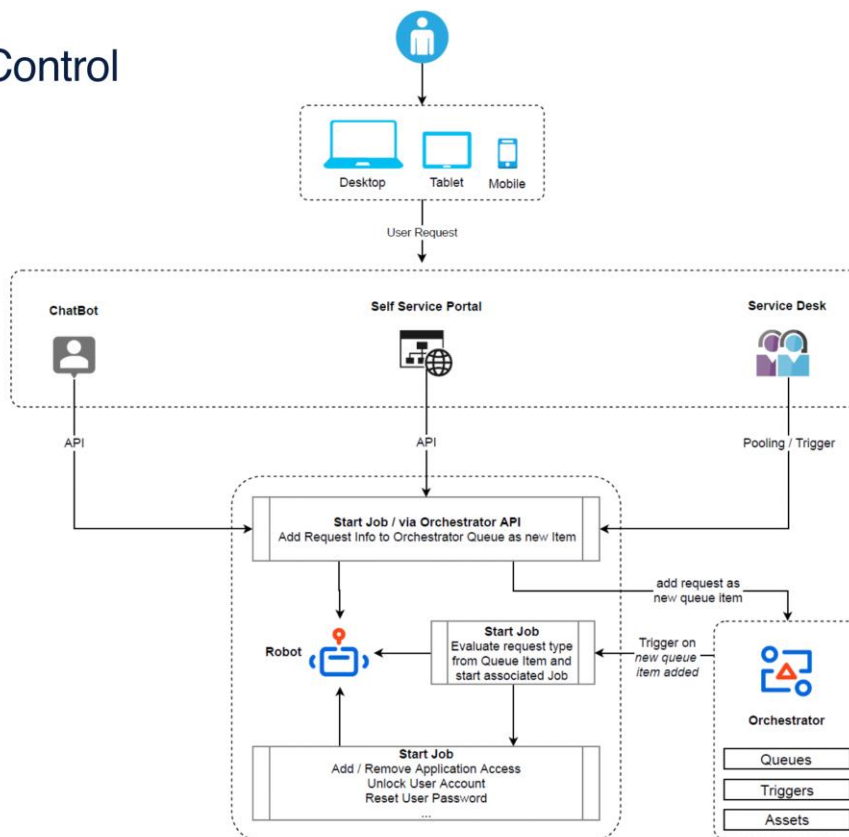 Control
Desktop
Tablet
Mobile
User Request
ChatBot
Self Service Portal
Service Desk
API
API
Pooling / Trigger
Start Job / via Orchestrator API
Add Request Info to Orchestrator Queue as new Item
add request as
new queue item
Robot
Start Job
Evaluate request type
from Queue Item and
start associated Job
Trigger on
new queue
item added
Orchestrator
Queues
Triggers
Assets
Start Job
Add / Remove Application Access
Unlock User Account
Reset User Password
...